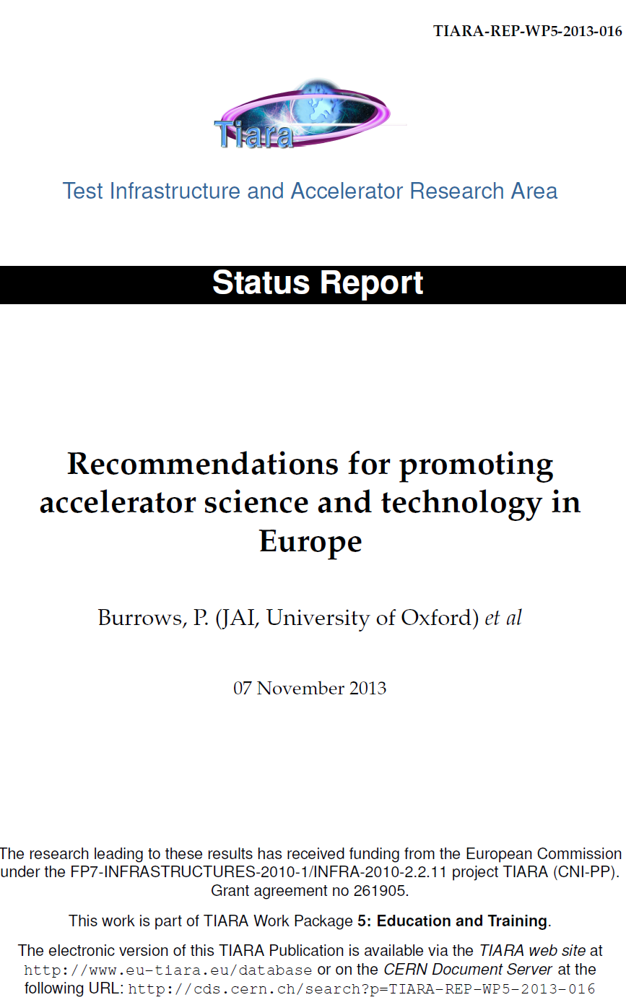 TIARA-REP-WP5-2013-016
Tiara
Test Infrastructure and Accelerator Research Area
Status Report
Recommendations for promoting
accelerator science and technology in
Europe
Burrows, P. (JAI, University of Oxford) et al
07 November 2013
The research leading to these results has received funding from the European Commission
under the FP7-INFRASTRUCTURES-2010-1/INFRA-2010-2.2.11 project TIARA (CNI-PP).
Grant agreement no 261905.
This work is part of TIARA Work Package 5: Education and Training.
The electronic version of this TIARA Publication is available via the TIARA web site at
http://www.eu-tiara.eu/database or on the CERN Document Server at the
following URL: http://cds.cern.ch/search?p=TIARA-REP-WP5-2013-016